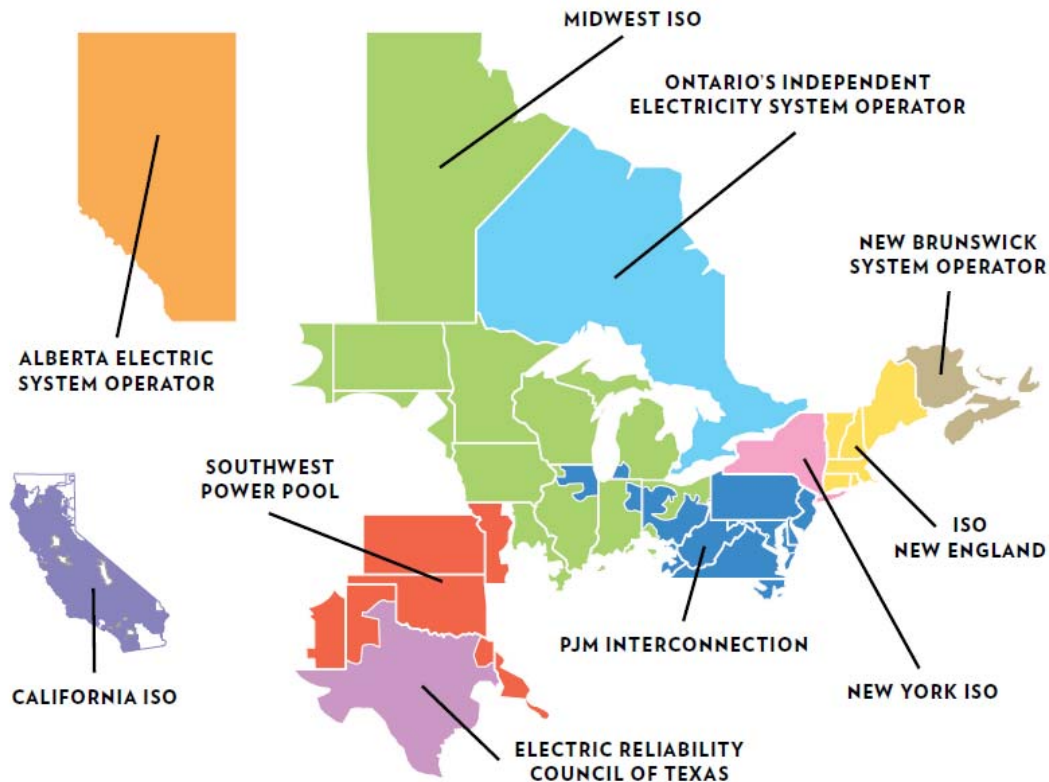 MIDWEST ISO
ONTARIO'S INDEPENDENT
ELECTRICITY SYSTEM OPERATOR
NEW BRUNSWICK
SYSTEM OPERATOR
ALBERTA ELECTRIC
SYSTEM OPERATOR
SOUTHWEST
POWER POOL
ISO
NEW ENGLAND
PJM INTERCONNECTION
CALIFORNIA ISO
NEW YORK ISO
ELECTRIC RELIABILITY
COUNCIL OF TEXAS